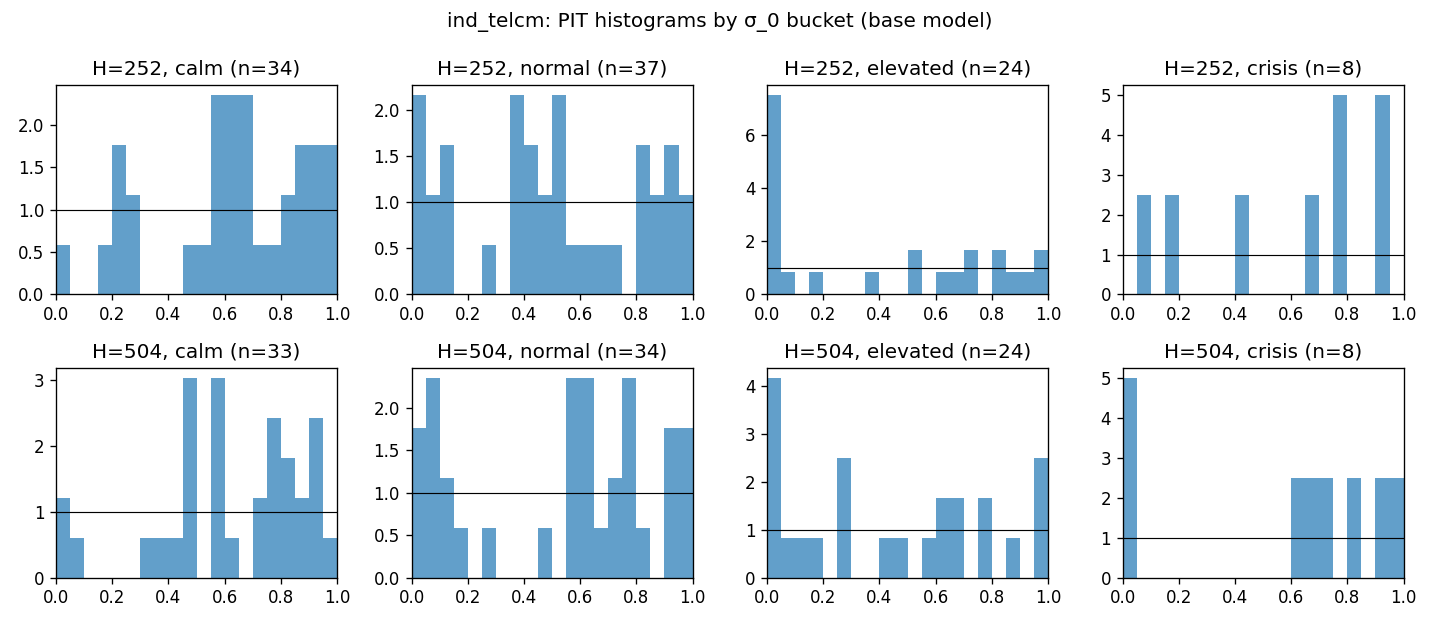 ind_telcm: PIT histograms by σ_0 bucket (base model)
H=252, calm (n=34)
2.0
1.5
1.0
0.5
0.0
0.0 0.2 0.4 0.6 0.8 1.0
H=252, normal (n=37)
2.0
1.5
1.0
0.5
0.0
0.0 0.2 0.4 0.6 0.8 1.0
H=252, elevated (n=24)
6
4
2
0
0.0 0.2 0.4 0.6 0.8 1.0
H=252, crisis (n=8)
5
4
3
2
1
0
0.0 0.2 0.4 0.6 0.8 1.0
H=504, calm (n=33)
3
2
1
0
0.0 0.2 0.4 0.6 0.8 1.0
H=504, normal (n=34)
2.0
1.5
1.0
0.5
0.0
0.0 0.2 0.4 0.6 0.8 1.0
H=504, elevated (n=24)
4
3
2
1
0
0.0 0.2 0.4 0.6 0.8 1.0
H=504, crisis (n=8)
5
4
3
2
1
0
0.0 0.2 0.4 0.6 0.8 1.0